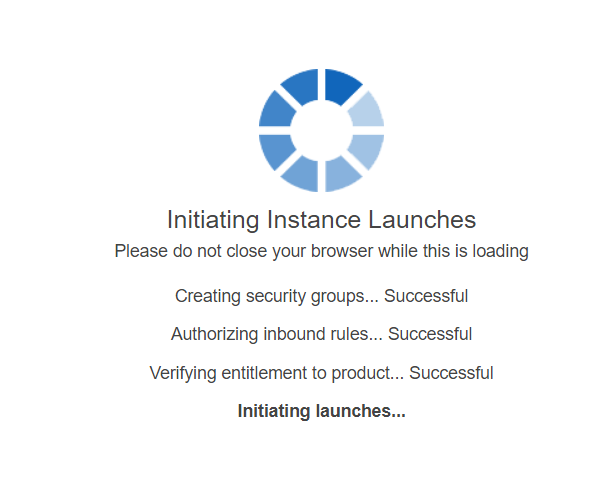 Initiating Instance Launches
Please do not close your browser while this is loading
Creating security groups... Successful
Authorizing inbound rules... Successful
Verifying entitlement to product... Successful
Initiating launches...